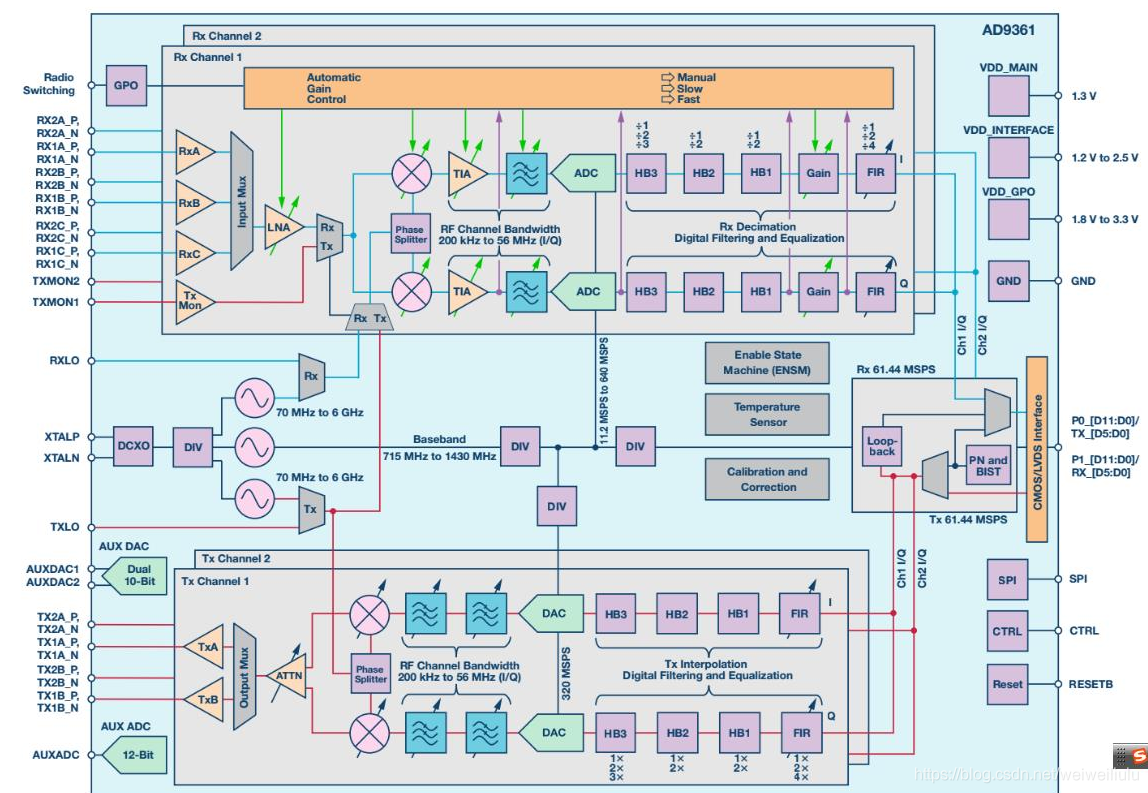 AD9361
Rx Channel 2
Rx Channel 1
Radio
Switching
GPO
Automatic
Gain
Control
Manual
Slow
Fast
VDD_MAIN
1.3 V
VDD_INTERFACE
1.2 V to 2.5 V
VDD_GPO
1.8 V to 3.3 V
GND
GND
RX2A_P,
RX2A_N
RX1A_P,
RX1A_N
RX2B_P,
RX2B_N
RX1B_P,
RX1B_N
RX2C_P,
RX2C_N
RX1C_P,
RX1C_N
TXMON2
TXMON1
RxA
RxB
RxC
Tx
Mon
Input Mux
LNA
Rx
Tx
Phase
Splitter
TIA
ADC
÷1
÷2
÷3
÷1
÷2
÷1
÷2
÷1
÷2
÷4
HB3
HB2
HB1
Gain
FIR
I
RF Channel Bandwidth
200 kHz to 56 MHz (I/Q)
Rx Decimation
Digital Filtering and Equalization
TIA
ADC
HB3
HB2
HB1
Gain
FIR
Q
Rx Tx
Ch1 I/Q
Ch2 I/Q
11.2 MSPS to 640 MSPS
RXLO
Rx
70 MHz to 6 GHz
XTALP
XTALN
DCXO
DIV
Baseband
715 MHz to 1430 MHz
DIV
DIV
DIV
70 MHz to 6 GHz
Tx
TXLO
Enable State
Machine (ENSM)
Temperature
Sensor
Calibration and
Correction
Rx 61.44 MSPS
Loop-
back
PN and
BIST
Tx 61.44 MSPS
CMOS/LVDS Interface
P0_[D11:D0]/
TX_[D5:D0]
P1_[D11:D0]/
RX_[D5:D0]
Ch1 I/Q
Ch2 I/Q
AUX DAC
AUXDAC1
AUXDAC2
Dual
10-Bit
Tx Channel 2
Tx Channel 1
TX2A_P,
TX2A_N
TX1A_P,
TX1A_N
TX2B_P,
TX2B_N
TX1B_P,
TX1B_N
TxA
TxB
Output Mux
ATTN
Phase
Splitter
DAC
HB3
HB2
HB1
FIR
I
RF Channel Bandwidth
200 kHz to 56 MHz (I/Q)
320 MSPS
Tx Interpolation
Digital Filtering and Equalization
DAC
HB3
HB2
HB1
FIR
Q
1×
2×
3×
1×
2×
1×
2×
1×
2×
4×
AUX ADC
AUXADC
12-Bit
SPI
SPI
CTRL
CTRL
Reset
RESETB
S
https://blog.csdn.net/weiweiliulu